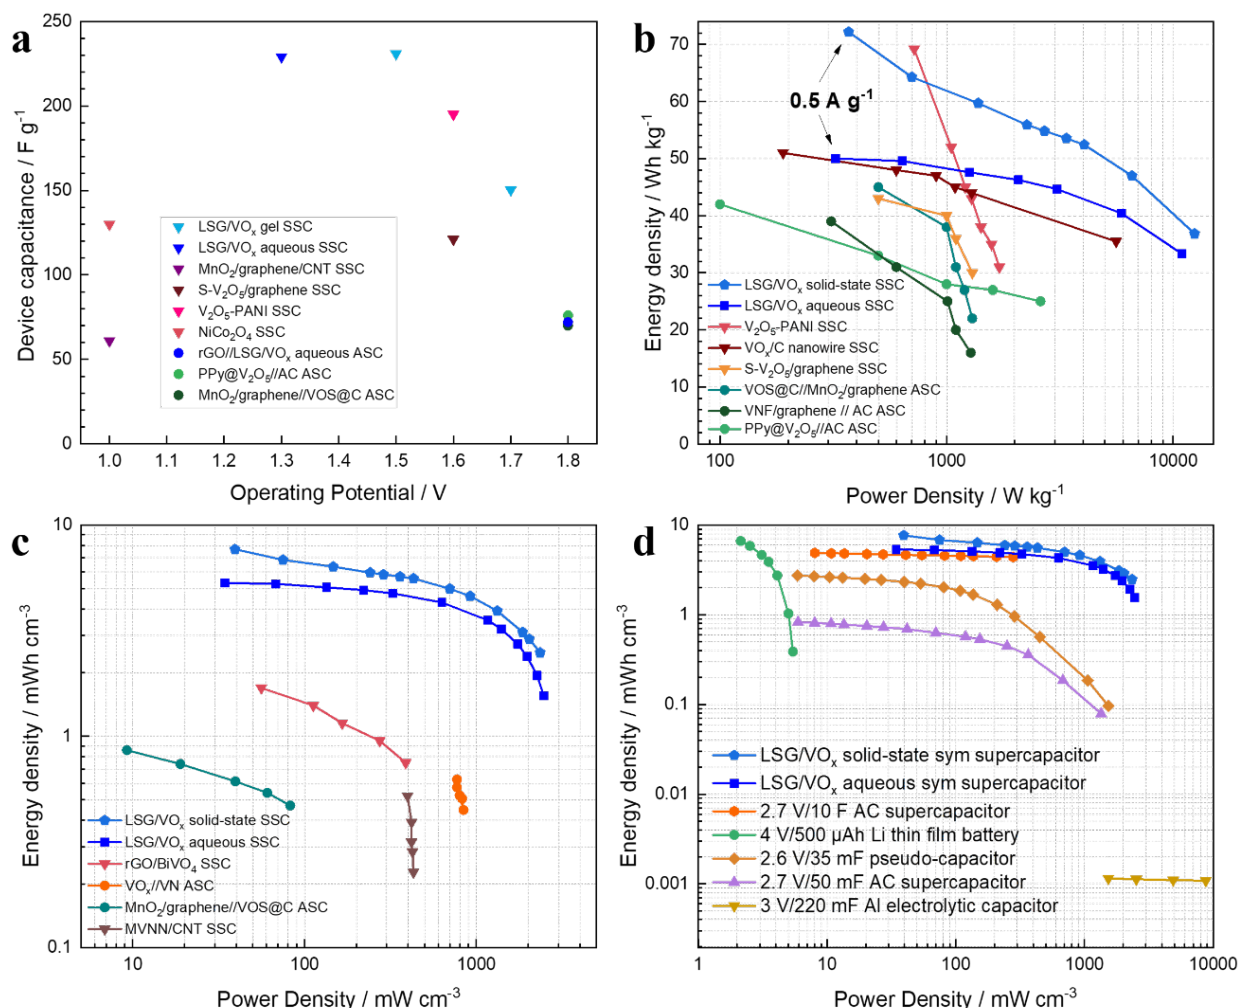 a
250
200
150
100
50
0
Device capacitance / F g⁻¹
LSG/VOₓ gel SSC
LSG/VOₓ aqueous SSC
MnO₂/graphene/CNT SSC
S-V₂O₅/graphene SSC
V₂O₅-PANI SSC
NiCo₂O₄ SSC
rGO//LSG/VOₓ aqueous ASC
PPy@V₂O₅//AC ASC
MnO₂/graphene//VOS@C ASC
1.0 1.1 1.2 1.3 1.4 1.5 1.6 1.7 1.8
Operating Potential / V
b
70
60
50
40
30
20
10
0
Energy density / Wh kg⁻¹
0.5 A g⁻¹
LSG/VOₓ solid-state SSC
LSG/VOₓ aqueous SSC
V₂O₅-PANI SSC
VOₓ/C nanowire SSC
S-V₂O₅/graphene SSC
VOS@C//MnO₂/graphene ASC
VNF/graphene // AC ASC
PPy@V₂O₅//AC ASC
100 1000 10000
Power Density / W kg⁻¹
c
10
1
0.1
Energy density / mWh cm⁻³
LSG/VOₓ solid-state SSC
LSG/VOₓ aqueous SSC
rGO/BiVO₄ SSC
VOₓ//VN ASC
MnO₂/graphene//VOS@C ASC
MVNN/CNT SSC
10 100 1000
Power Density / mW cm⁻³
d
10
1
0.1
0.01
0.001
Energy density / mWh cm⁻³
LSG/VOₓ solid-state sym supercapacitor
LSG/VOₓ aqueous sym supercapacitor
2.7 V/10 F AC supercapacitor
4 V/500 µAh Li thin film battery
2.6 V/35 mF pseudo-capacitor
2.7 V/50 mF AC supercapacitor
3 V/220 mF Al electrolytic capacitor
1 10 100 1000 10000
Power Density / mW cm⁻³